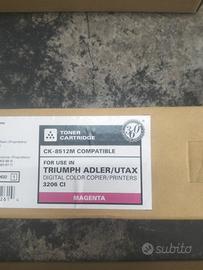 TONER
CARTRIDGE
CK-8512M COMPATIBLE
FOR USE IN
TRIUMPH ADLER/UTAX
DIGITAL COLOR COPIER/PRINTERS
3206 CI
MAGENTA
subito